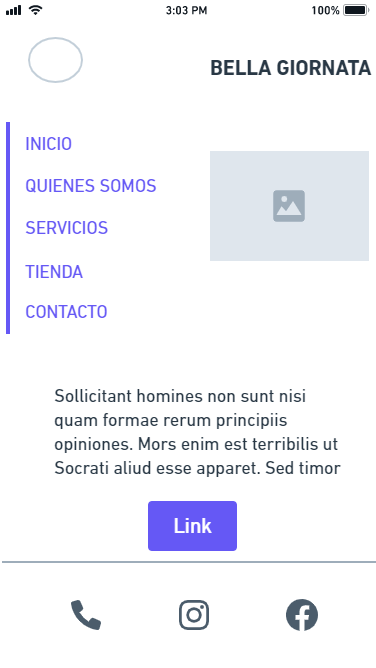 3:03 PM
100%
BELLA GIORNATA
INICIO
QUIENES SOMOS
SERVICIOS
TIENDA
CONTACTO
Sollicitant homines non sunt nisi
quam formae rerum principiis
opiniones. Mors enim est terribilis ut
Socrati aliud esse apparet. Sed timor
Link